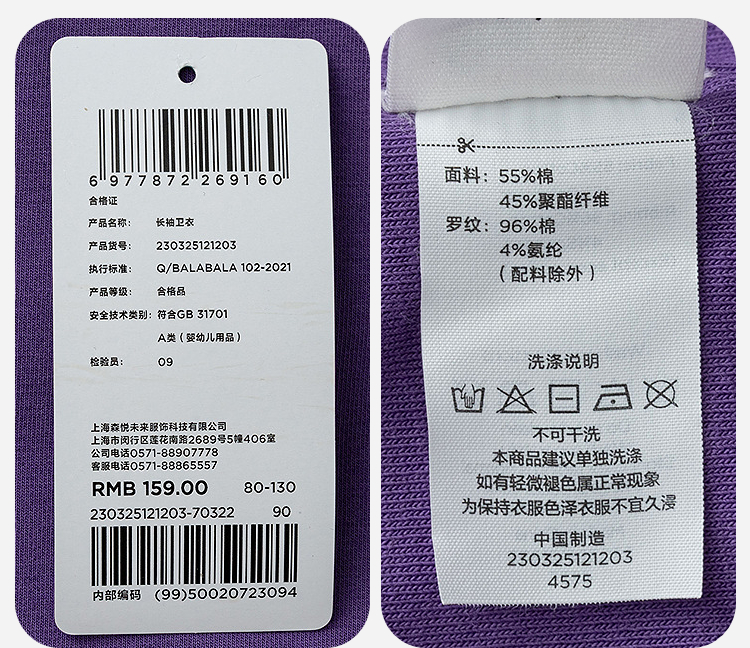 6 977872 269160
合格证
产品名称： 长袖卫衣
产品货号： 230325121203
执行标准： Q/BALABALA 102-2021
产品等级： 合格品
安全技术类别：符合GB 31701
A类（婴幼儿用品）
检验员： 09
上海森悦未来服饰科技有限公司
上海市闵行区莲花南路2689号5幢406室
公司电话0571-88907778
客服电话0571-88865557
RMB 159.00 80-130
230325121203-70322 90
内部编码 (99)50020723094
面料：55%棉
45%聚酯纤维
罗纹：96%棉
4%氨纶
（配料除外）
洗涤说明
不可干洗
本商品建议单独洗涤
如有轻微褪色属正常现象
为保持衣服色泽衣服不宜久浸
中国制造
230325121203
4575